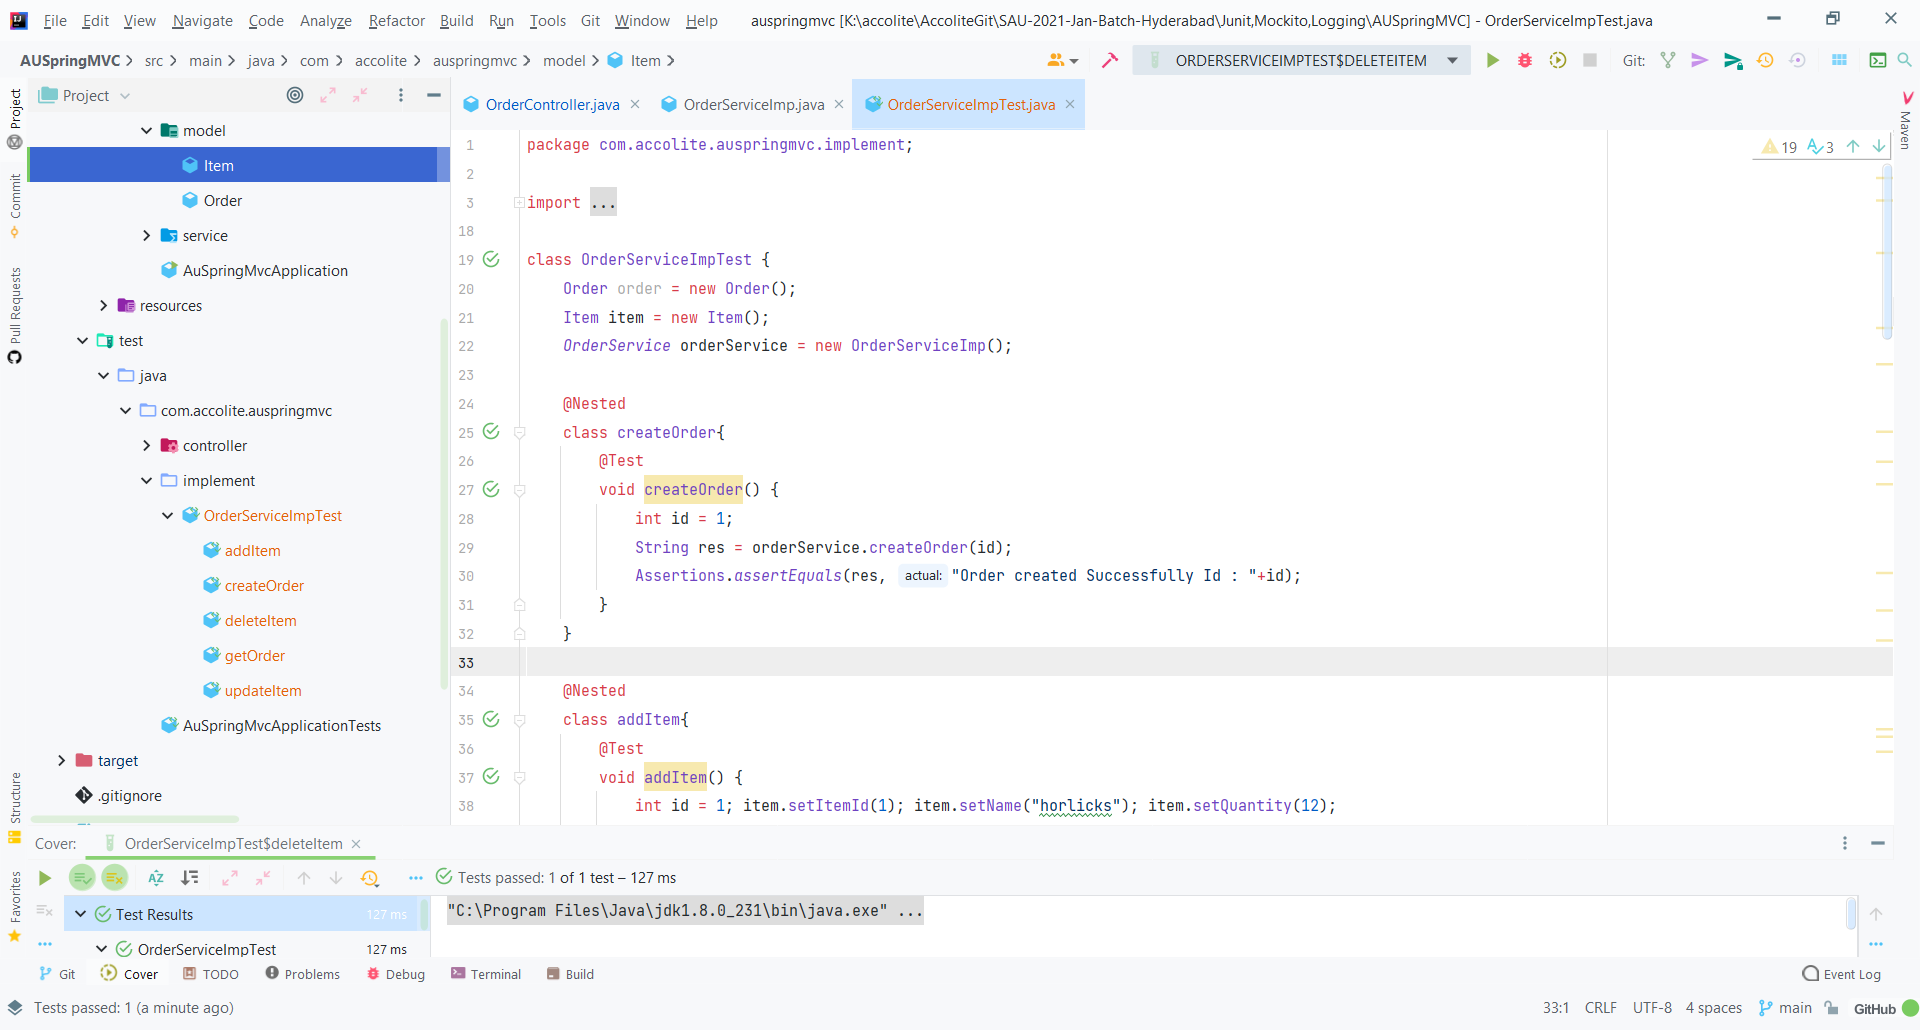 File Edit View Navigate Code Analyze Refactor Build Run Tools Git Window Help auspringmvc [K:\accolite\AccoliteGit\SAU-2021-Jan-Batch-Hyderabad\Junit,Mockito,Logging\AUSpringMVC] - OrderServiceImpTest.java
AUSpringMVC src main java com accolite auspringmvc model Item ORDERSERVICEIMPTEST$DELETEITEM Git:
Project
OrderController.java OrderServiceImp.java OrderServiceImpTest.java
Project
Commit
Pull Requests
Structure
Favorites
Maven
model
Item
Order
service
AuSpringMvcApplication
resources
test
java
com.accolite.auspringmvc
controller
implement
OrderServiceImpTest
addItem
createOrder
deleteItem
getOrder
updateItem
AuSpringMvcApplicationTests
target
.gitignore
19 3
1 package com.accolite.auspringmvc.implement;
2
3 import ...
18
19 class OrderServiceImpTest {
20 Order order = new Order();
21 Item item = new Item();
22 OrderService orderService = new OrderServiceImp();
23
24 @Nested
25 class createOrder{
26 @Test
27 void createOrder() {
28 int id = 1;
29 String res = orderService.createOrder(id);
30 Assertions.assertEquals(res, actual: "Order created Successfully Id : "+id);
31 }
32 }
33
34 @Nested
35 class addItem{
36 @Test
37 void addItem() {
38 int id = 1; item.setItemId(1); item.setName("horlicks"); item.setQuantity(12);
Cover: OrderServiceImpTest$deleteItem
Tests passed: 1 of 1 test – 127 ms
Test Results 127 ms
OrderServiceImpTest 127 ms
"C:\Program Files\Java\jdk1.8.0_231\bin\java.exe" ...
Git Cover TODO Problems Debug Terminal Build Event Log
Tests passed: 1 (a minute ago) 33:1 CRLF UTF-8 4 spaces main GitHub